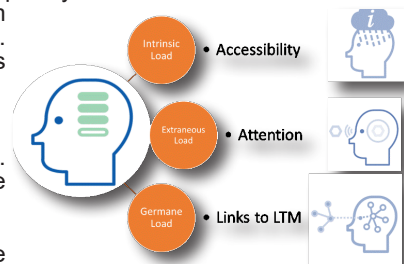 Intrinsic
Load
• Accessibility
Extraneous
Load
• Attention
Germane
Load
• Links to LTM
i